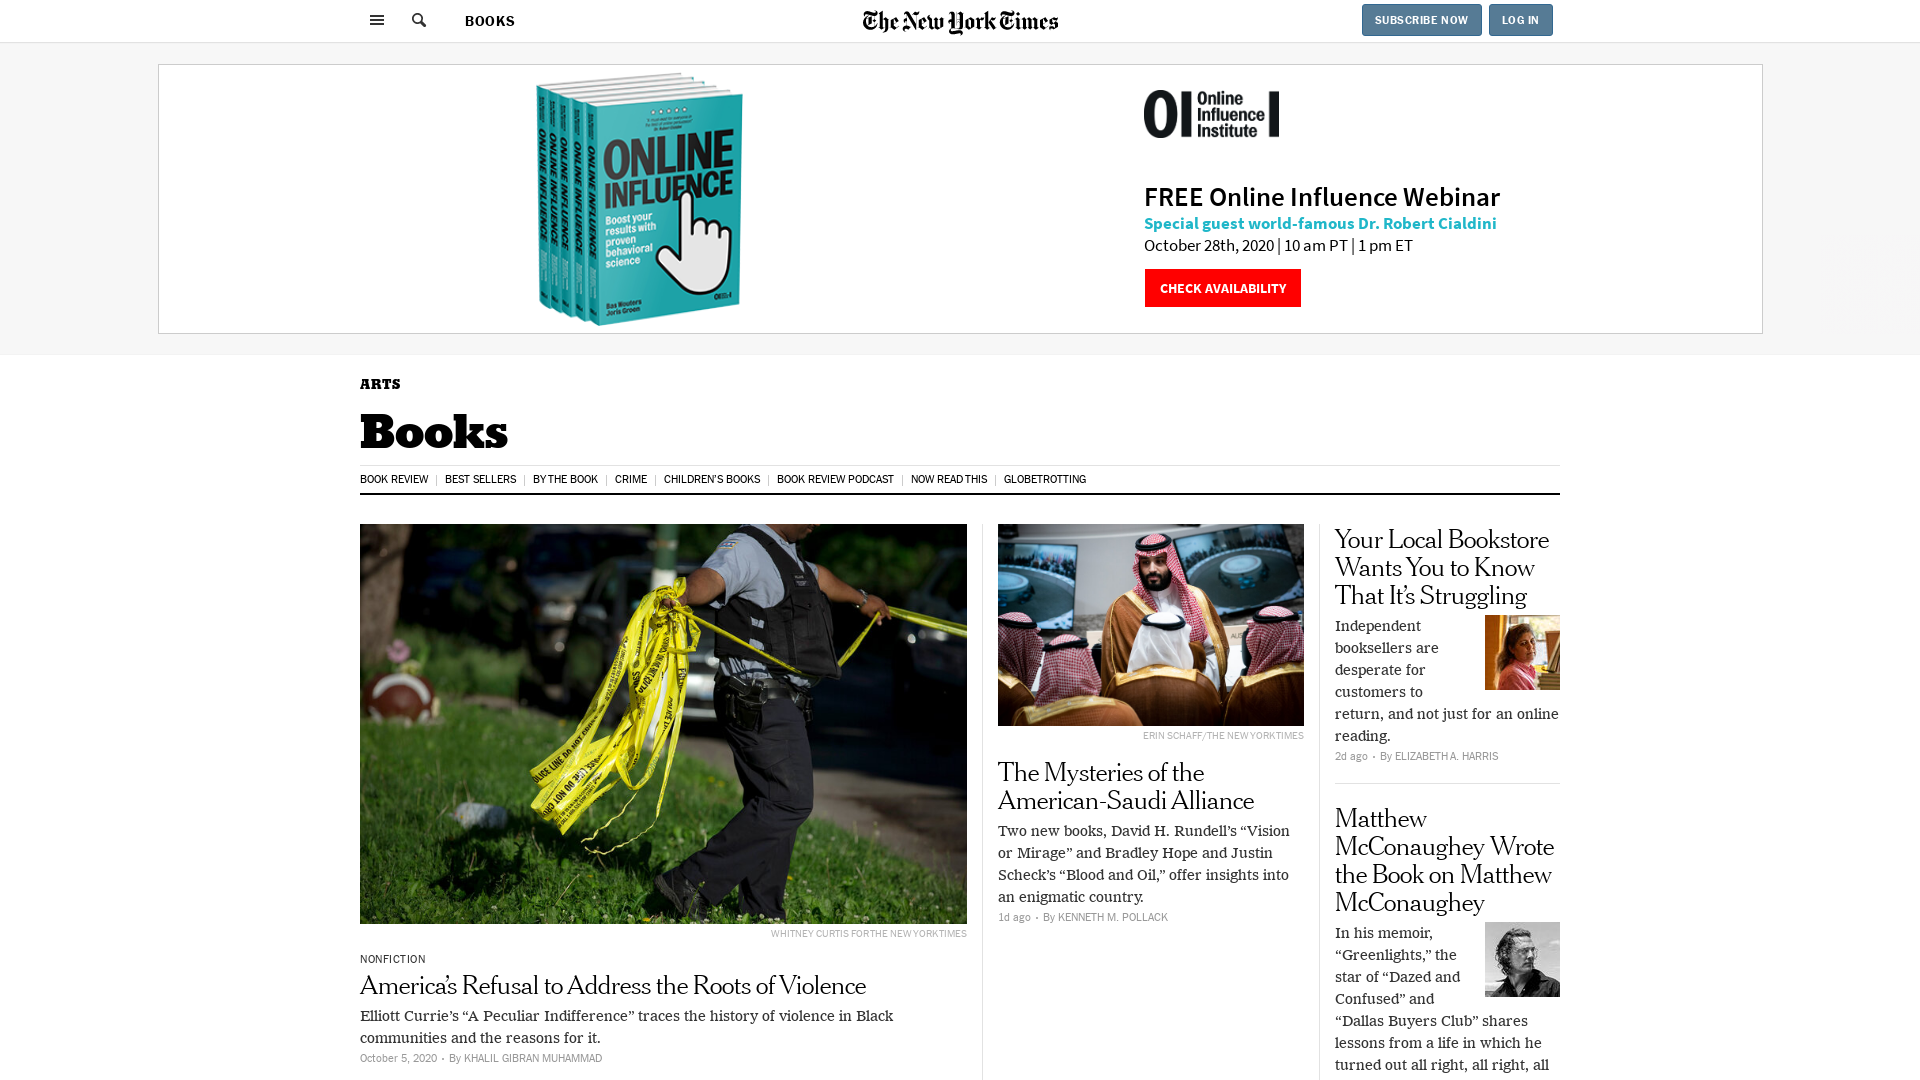 BOOKS
The New York Times
SUBSCRIBE NOW
LOG IN
ONLINE INFLUENCE
ONLINE INFLUENCE
ONLINE INFLUENCE
ONLINE INFLUENCE
ONLINE
INFLUENCE
Boost your
results with
proven
behavioral
science
Bas Wouters
Joris Groen
OI
Online
Influence
Institute
FREE Online Influence Webinar
Special guest world-famous Dr. Robert Cialdini
October 28th, 2020 | 10 am PT | 1 pm ET
CHECK AVAILABILITY
ARTS
Books
BOOK REVIEW
BEST SELLERS
BY THE BOOK
CRIME
CHILDREN'S BOOKS
BOOK REVIEW PODCAST
NOW READ THIS
GLOBETROTTING
WHITNEY CURTIS FOR THE NEW YORK TIMES
NONFICTION
America’s Refusal to Address the Roots of Violence
Elliott Currie’s “A Peculiar Indifference” traces the history of violence in Black
communities and the reasons for it.
October 5, 2020 · By KHALIL GIBRAN MUHAMMAD
ERIN SCHAFF/THE NEW YORK TIMES
The Mysteries of the
American-Saudi Alliance
Two new books, David H. Rundell’s “Vision
or Mirage” and Bradley Hope and Justin
Scheck’s “Blood and Oil,” offer insights into
an enigmatic country.
1d ago · By KENNETH M. POLLACK
Your Local Bookstore
Wants You to Know
That It’s Struggling
Independent
booksellers are
desperate for
customers to
return, and not just for an online
reading.
2d ago · By ELIZABETH A. HARRIS
Matthew
McConaughey Wrote
the Book on Matthew
McConaughey
In his memoir,
“Greenlights,” the
star of “Dazed and
Confused” and
“Dallas Buyers Club” shares
lessons from a life in which he
turned out all right, all right, all